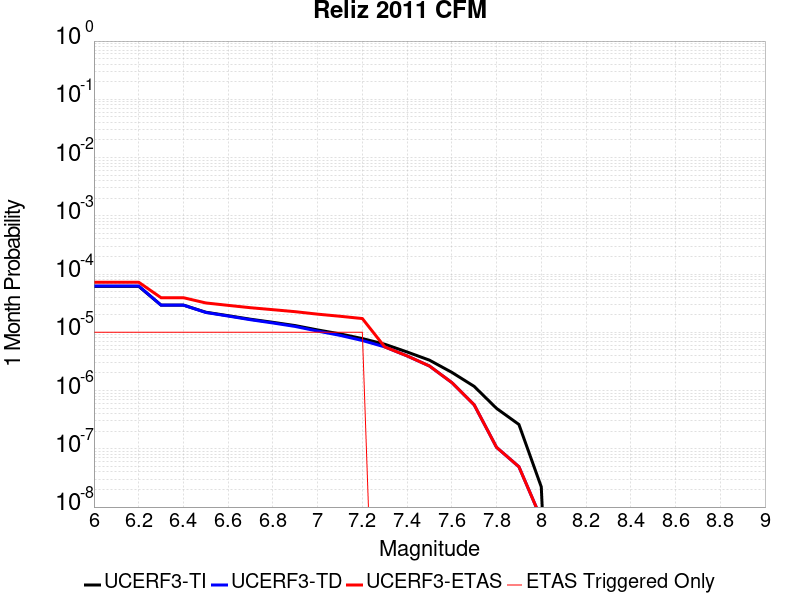 Reliz 2011 CFM
10^0
10^-1
10^-2
10^-3
10^-4
10^-5
10^-6
10^-7
10^-8
1 Month Probability
6 6.2 6.4 6.6 6.8 7 7.2 7.4 7.6 7.8 8 8.2 8.4 8.6 8.8 9
Magnitude
UCERF3-TI UCERF3-TD UCERF3-ETAS ETAS Triggered Only